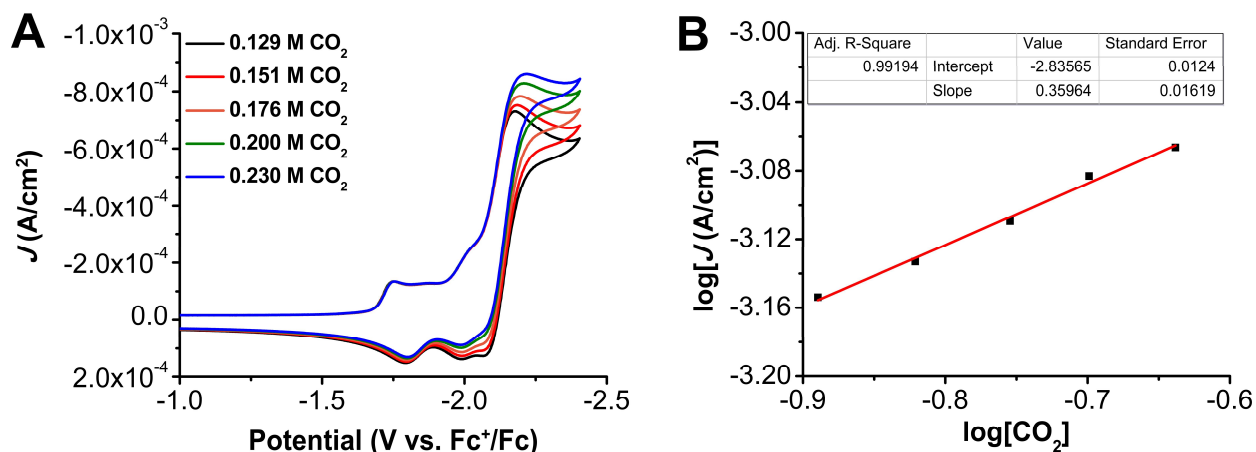 A
-1.0x10⁻³
-8.0x10⁻⁴
-6.0x10⁻⁴
-4.0x10⁻⁴
-2.0x10⁻⁴
0.0
2.0x10⁻⁴
J (A/cm²)
0.129 M CO₂
0.151 M CO₂
0.176 M CO₂
0.200 M CO₂
0.230 M CO₂
-1.0 -1.5 -2.0 -2.5
Potential (V vs. Fc⁺/Fc)
B
-3.00
-3.04
-3.08
-3.12
-3.16
-3.20
log[J (A/cm²)]
Adj. R-Square Value Standard Error
0.99194 Intercept -2.83565 0.0124
Slope 0.35964 0.01619
-0.9 -0.8 -0.7 -0.6
log[CO₂]